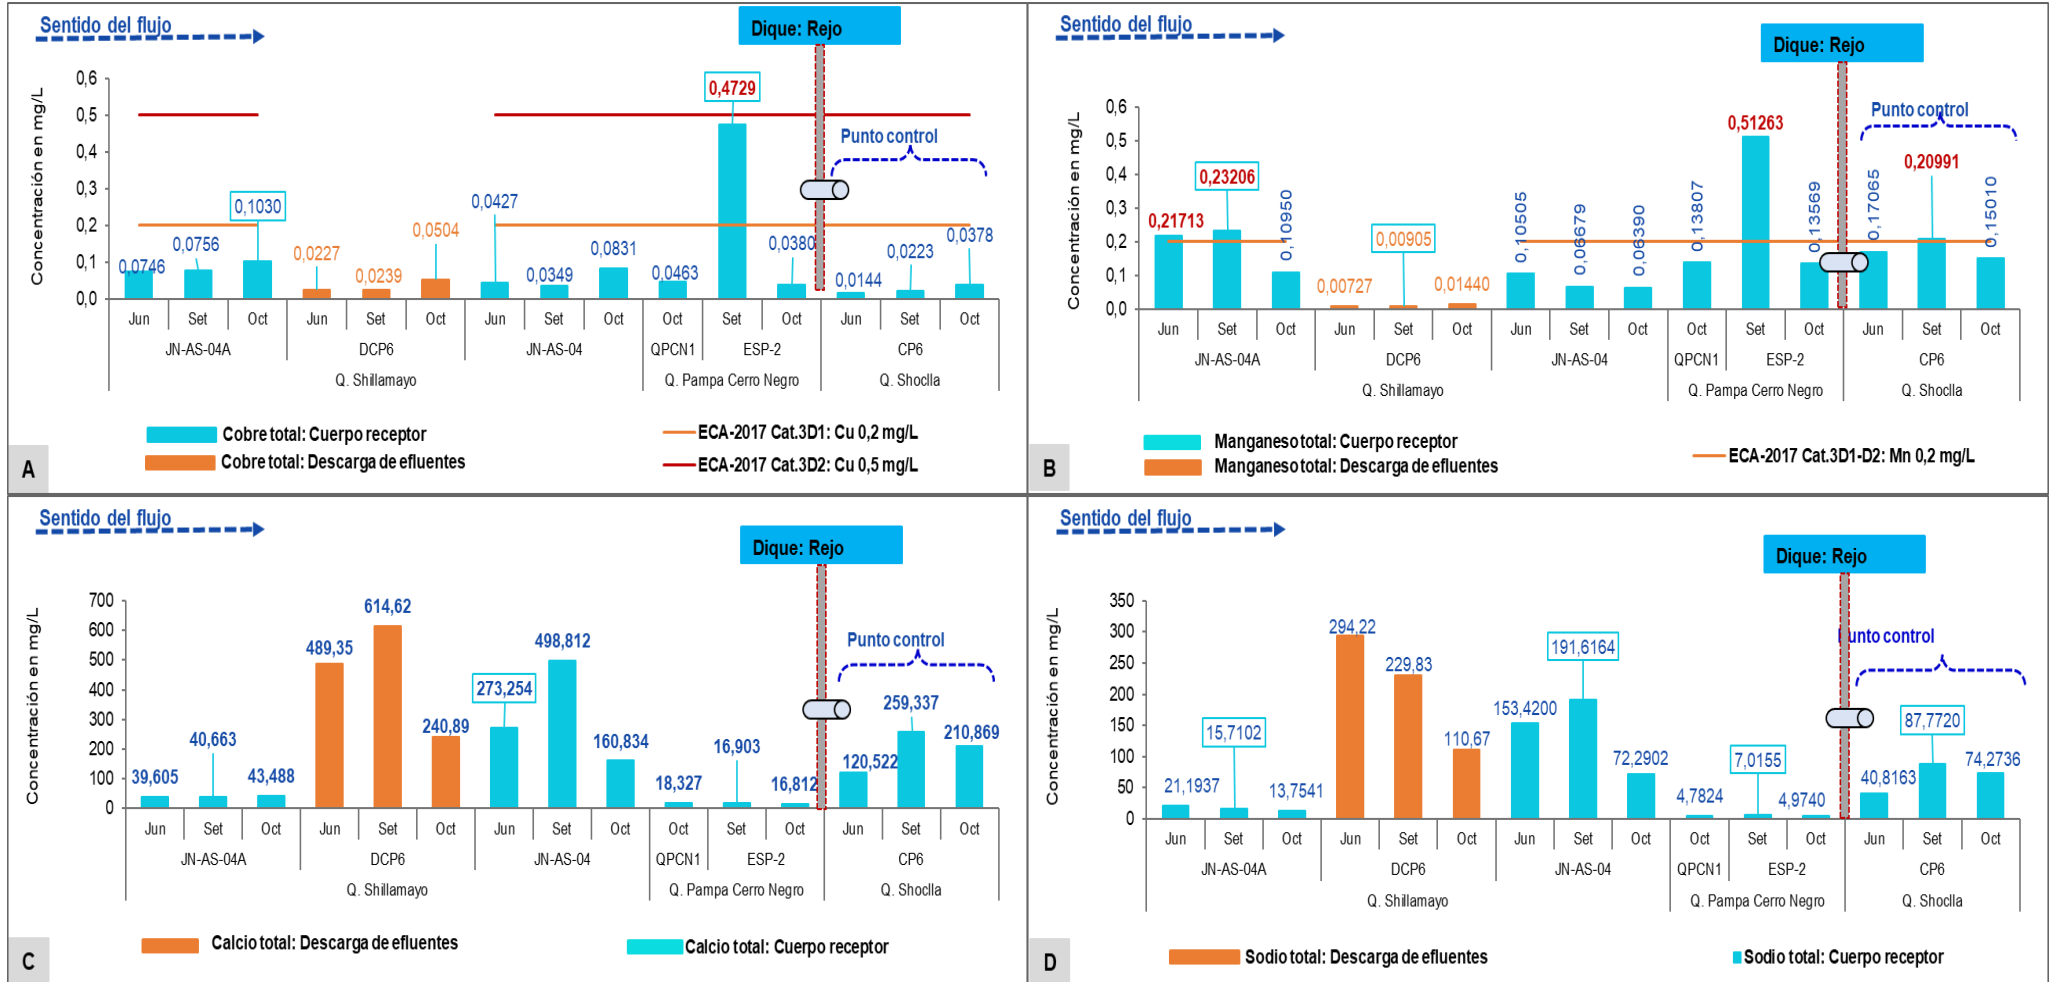 Sentido del flujo
Dique: Rejo
Concentración en mg/L
0,6
0,5
0,4
0,3
0,2
0,1
0,0
0,4729
Punto control
0,0746
0,0756
0,1030
0,0227
0,0239
0,0504
0,0427
0,0349
0,0831
0,0463
0,0380
0,0144
0,0223
0,0378
Jun Set Oct Jun Set Oct Jun Set Oct Oct Set Oct Jun Set Oct
JN-AS-04A DCP6 JN-AS-04 QPCN1 ESP-2 CP6
Q. Shillamayo Q. Pampa Cerro Negro Q. Shoclla
Cobre total: Cuerpo receptor
ECA-2017 Cat.3D1: Cu 0,2 mg/L
Cobre total: Descarga de efluentes
ECA-2017 Cat.3D2: Cu 0,5 mg/L
A
Sentido del flujo
Dique: Rejo
Concentración en mg/L
0,6
0,5
0,4
0,3
0,2
0,1
0,0
Punto control
0,21713
0,23206
0,10950
0,00727
0,00905
0,01440
0,10505
0,06679
0,06390
0,13807
0,51263
0,13569
0,17065
0,20991
0,15010
Jun Set Oct Jun Set Oct Jun Set Oct Oct Set Oct Jun Set Oct
JN-AS-04A DCP6 JN-AS-04 QPCN1 ESP-2 CP6
Q. Shillamayo Q. Pampa Cerro Negro Q. Shoclla
Manganeso total: Cuerpo receptor
Manganeso total: Descarga de efluentes
ECA-2017 Cat.3D1-D2: Mn 0,2 mg/L
B
Sentido del flujo
Dique: Rejo
Concentración en mg/L
700
600
500
400
300
200
100
0
Punto control
39,605
40,663
43,488
489,35
614,62
240,89
273,254
498,812
160,834
18,327
16,903
16,812
120,522
259,337
210,869
Jun Set Oct Jun Set Oct Jun Set Oct Oct Set Oct Jun Set Oct
JN-AS-04A DCP6 JN-AS-04 QPCN1 ESP-2 CP6
Q. Shillamayo Q. Pampa Cerro Negro Q. Shoclla
Calcio total: Descarga de efluentes
Calcio total: Cuerpo receptor
C
Sentido del flujo
Dique: Rejo
Concentración en mg/L
350
300
250
200
150
100
50
0
Punto control
21,1937
15,7102
13,7541
294,22
229,83
110,67
153,4200
191,6164
72,2902
4,7824
7,0155
4,9740
40,8163
87,7720
74,2736
Jun Set Oct Jun Set Oct Jun Set Oct Oct Set Oct Jun Set Oct
JN-AS-04A DCP6 JN-AS-04 QPCN1 ESP-2 CP6
Q. Shillamayo Q. Pampa Cerro Negro Q. Shoclla
Sodio total: Descarga de efluentes
Sodio total: Cuerpo receptor
D